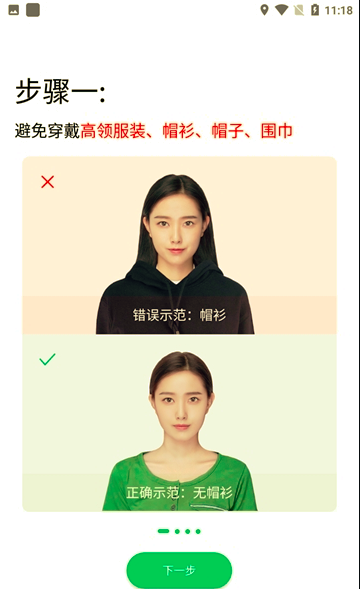 11:18
步骤一:
避免穿戴高领服装、帽衫、帽子、围巾
错误示范：帽衫
正确示范：无帽衫
下一步